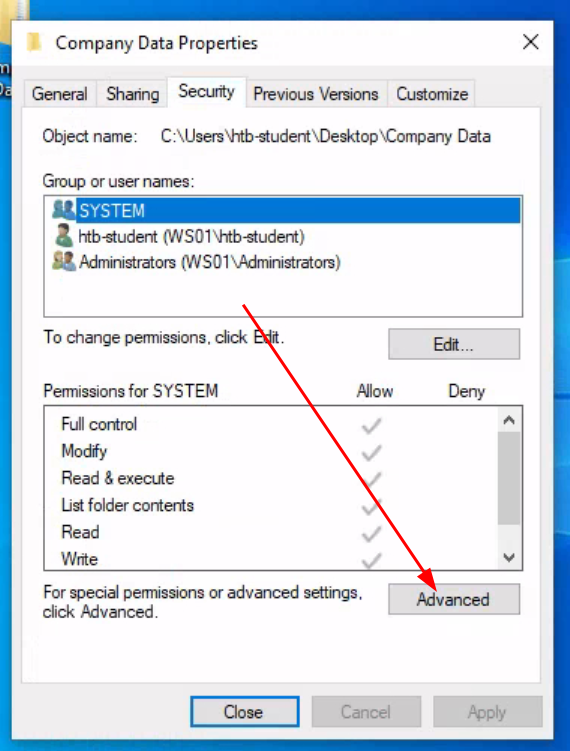 Company Data Properties
General Sharing Security Previous Versions Customize
Object name: C:\Users\htb-student\Desktop\Company Data
Group or user names:
SYSTEM
htb-student (WS01\htb-student)
Administrators (WS01\Administrators)
To change permissions, click Edit.
Edit...
Permissions for SYSTEM Allow Deny
Full control
Modify
Read & execute
List folder contents
Read
Write
For special permissions or advanced settings,
click Advanced.
Advanced
Close Cancel Apply